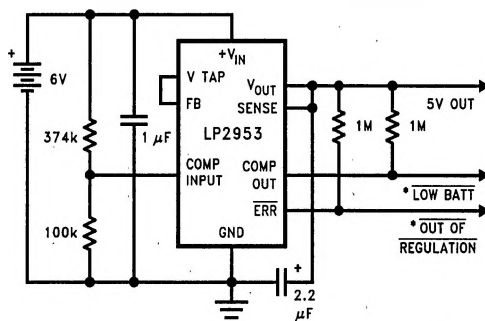 +VIN
+
6V
V TAP
FB
VOUT
SENSE
5V OUT
374k
1 µF
LP2953
1M
1M
COMP
INPUT
COMP
OUT
* LOW BATT
100k
ERR
* OUT OF
REGULATION
GND
+
2.2
µF